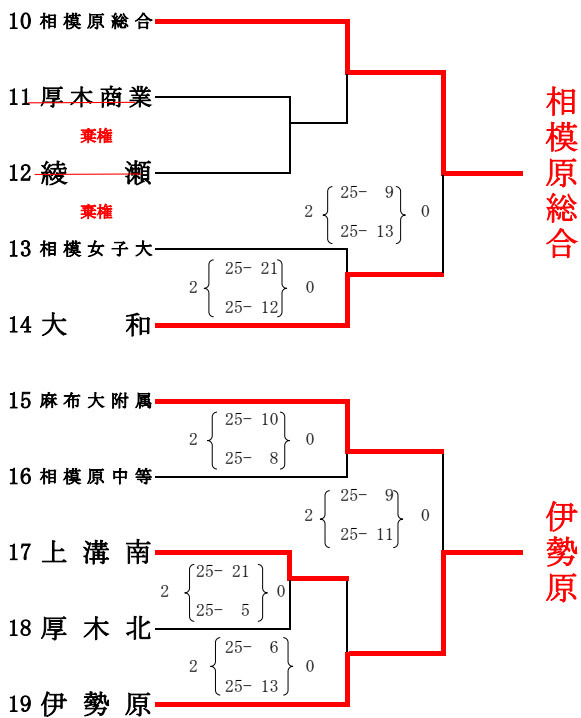 10 相模原総合
11 厚木商業
棄権
12 綾瀬
棄権
2 25- 9 0
25- 13
13 相模女子大
2 25- 21 0
25- 12
14 大和
相模原総合
15 麻布大附属
2 25- 10 0
25- 8
16 相模原中等
2 25- 9 0
25- 11
17 上溝南
2 25- 21 0
25- 5
18 厚木北
2 25- 6 0
25- 13
19 伊勢原
伊勢原